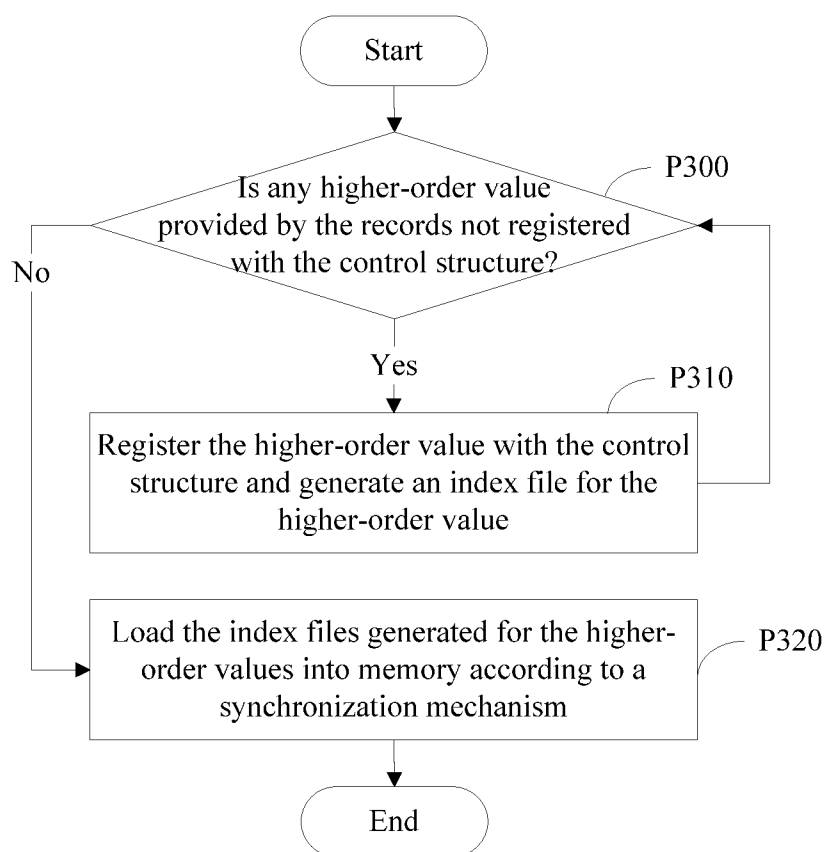 Start
P300
Is any higher-order value
provided by the records not registered
with the control structure?
No
Yes
P310
Register the higher-order value with the control
structure and generate an index file for the
higher-order value
P320
Load the index files generated for the higher-
order values into memory according to a
synchronization mechanism
End